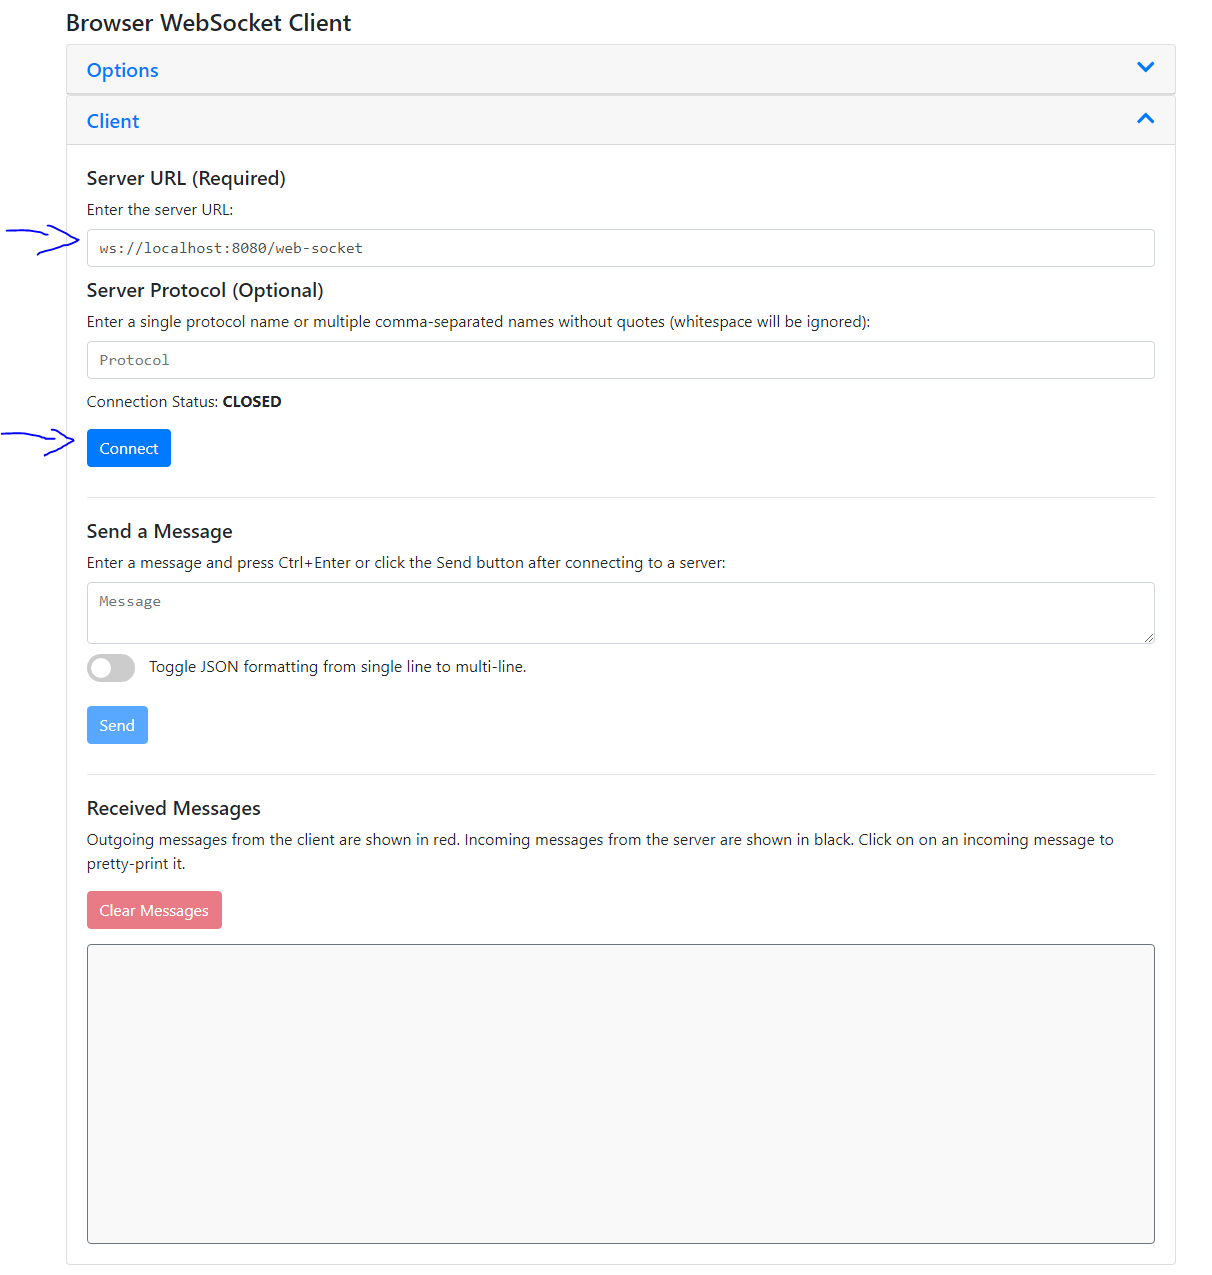 Browser WebSocket Client
Options
Client
Server URL (Required)
Enter the server URL:
ws://localhost:8080/web-socket
Server Protocol (Optional)
Enter a single protocol name or multiple comma-separated names without quotes (whitespace will be ignored):
Protocol
Connection Status: CLOSED
Connect
Send a Message
Enter a message and press Ctrl+Enter or click the Send button after connecting to a server:
Message
Toggle JSON formatting from single line to multi-line.
Send
Received Messages
Outgoing messages from the client are shown in red. Incoming messages from the server are shown in black. Click on on an incoming message to
pretty-print it.
Clear Messages